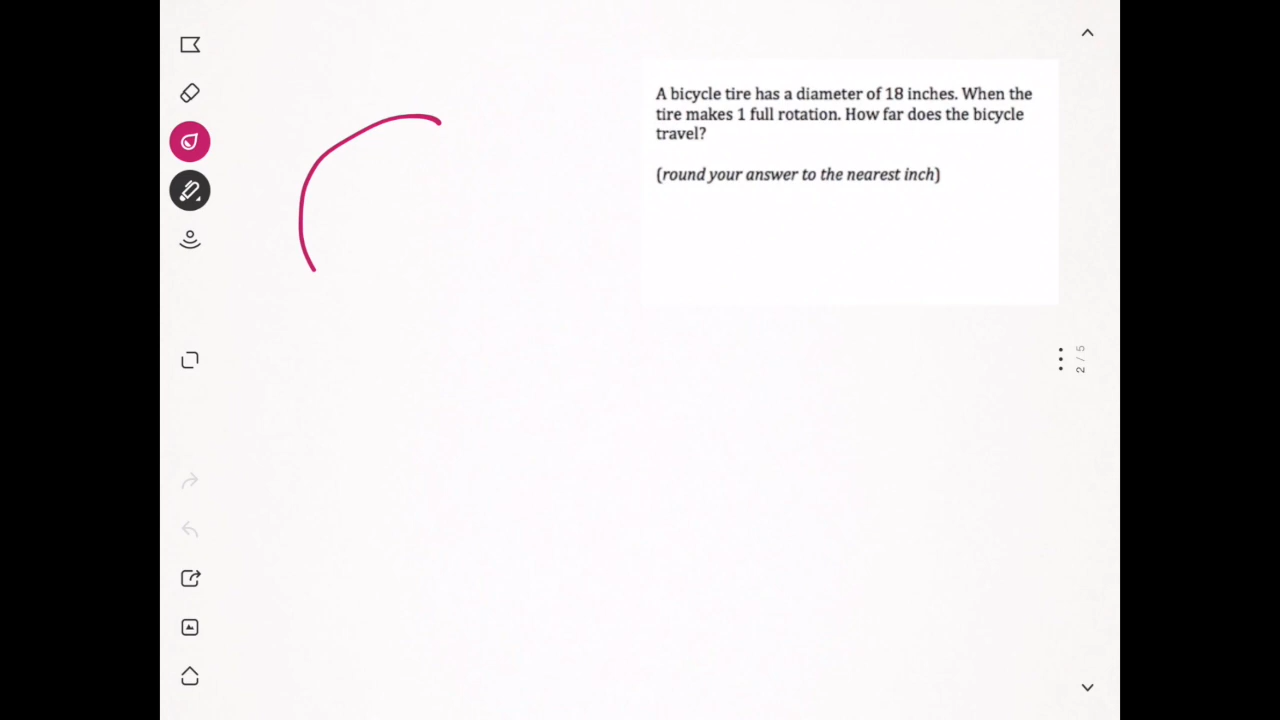 A bicycle tire has a diameter of 18 inches. When the
tire makes 1 full rotation. How far does the bicycle
travel?
(round your answer to the nearest inch)
2 / 5